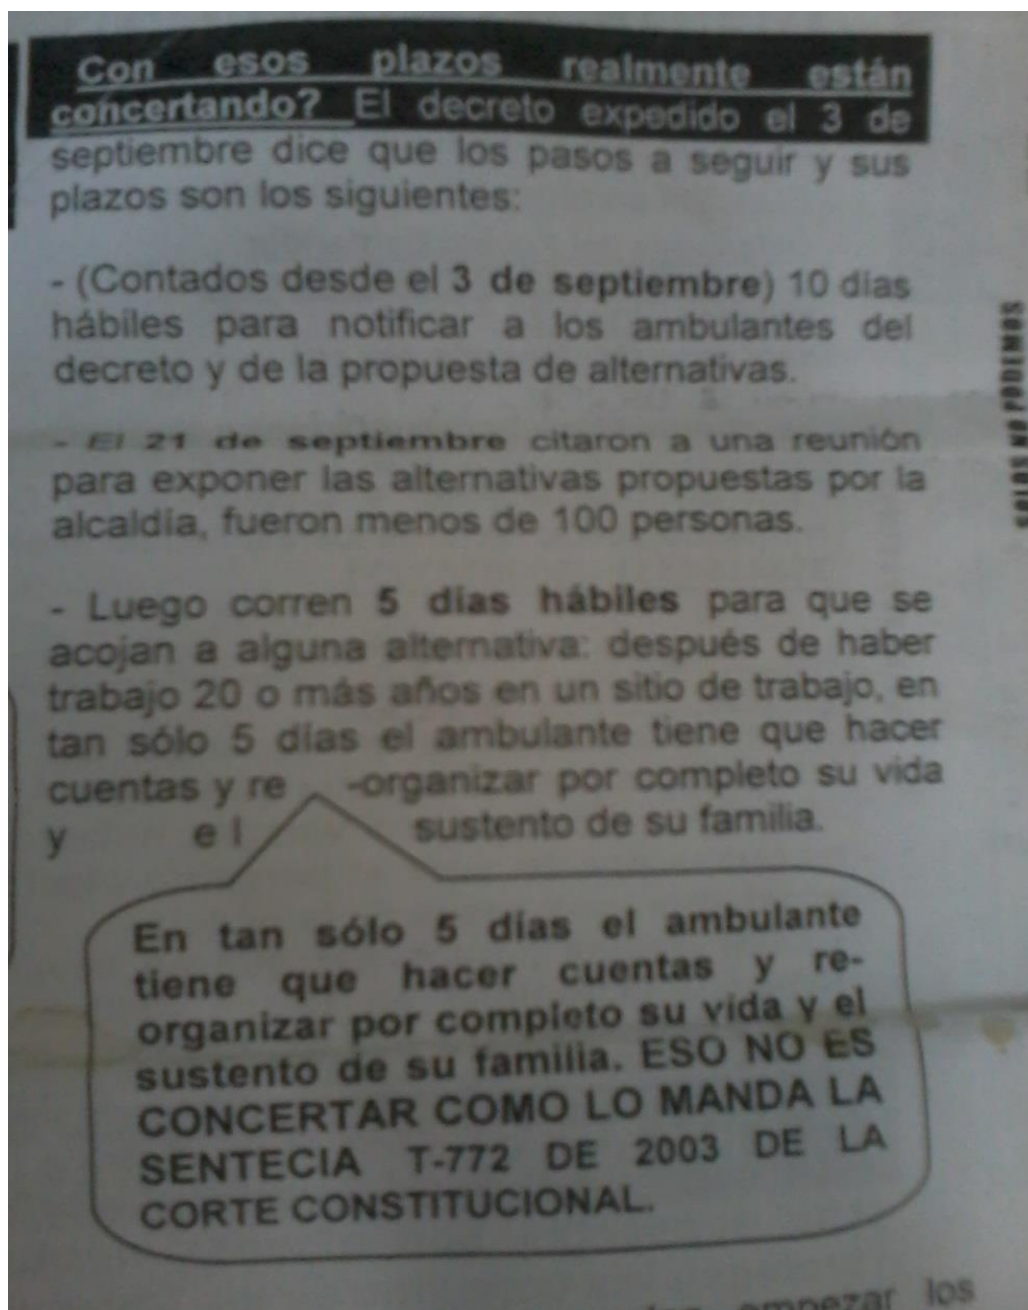 Con esos plazos realmente están
concertando? El decreto expedido el 3 de
septiembre dice que los pasos a seguir y sus
plazos son los siguientes:
- (Contados desde el 3 de septiembre) 10 días
hábiles para notificar a los ambulantes del
decreto y de la propuesta de alternativas.
- El 21 de septiembre citaron a una reunión
para exponer las alternativas propuestas por la
alcaldía, fueron menos de 100 personas.
- Luego corren 5 días hábiles para que se
acojan a alguna alternativa: después de haber
trabajo 20 o más años en un sitio de trabajo, en
tan sólo 5 días el ambulante tiene que hacer
cuentas y re -organizar por completo su vida
y e l sustento de su familia.
En tan sólo 5 días el ambulante
tiene que hacer cuentas y re-
organizar por completo su vida y el
sustento de su familia. ESO NO ES
CONCERTAR COMO LO MANDA LA
SENTECIA T-772 DE 2003 DE LA
CORTE CONSTITUCIONAL.
empezar los
SOLOS NO PODEMOS